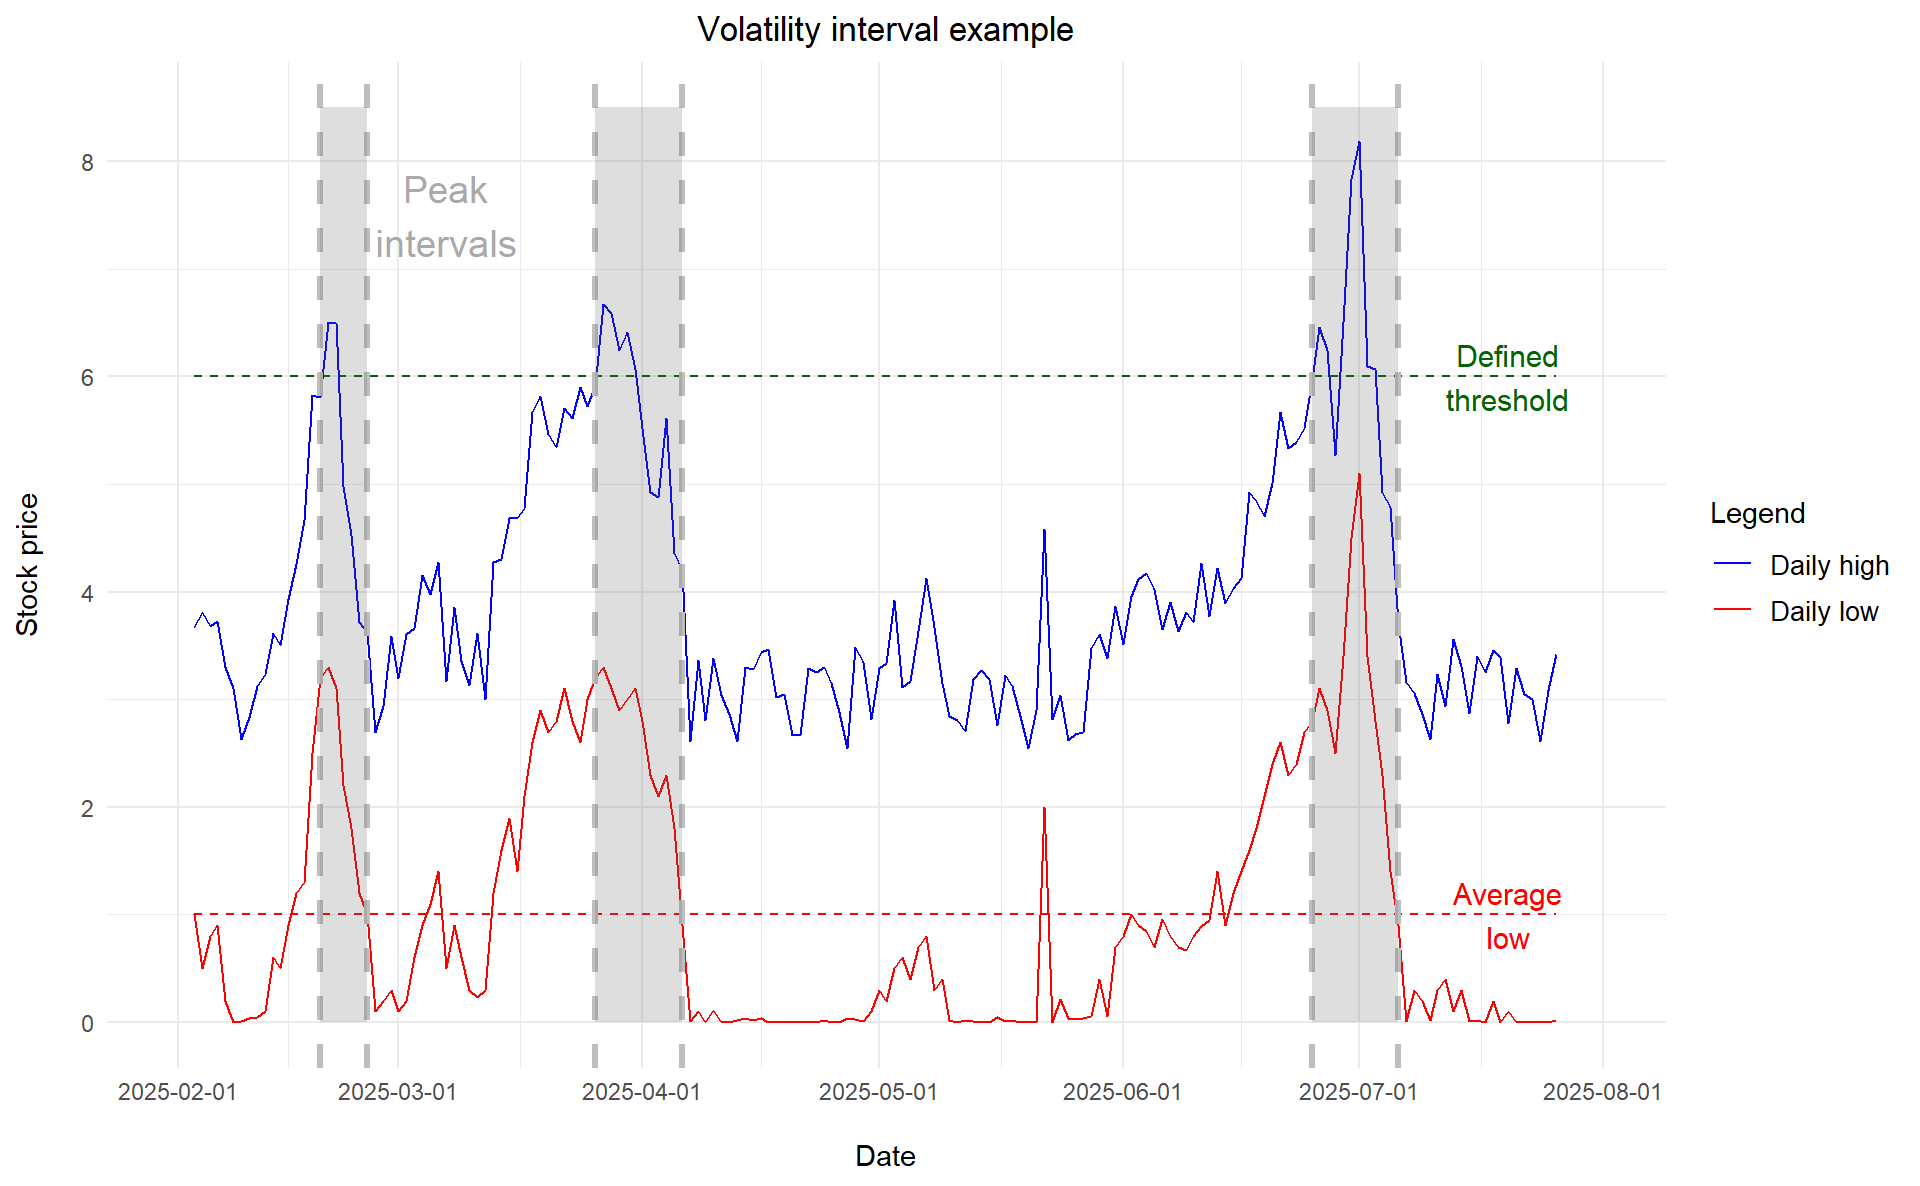 Volatility interval example
8
6
4
2
0
Stock price
Peak
intervals
Defined
threshold
Average
low
2025-02-01
2025-03-01
2025-04-01
2025-05-01
2025-06-01
2025-07-01
2025-08-01
Date
Legend
Daily high
Daily low